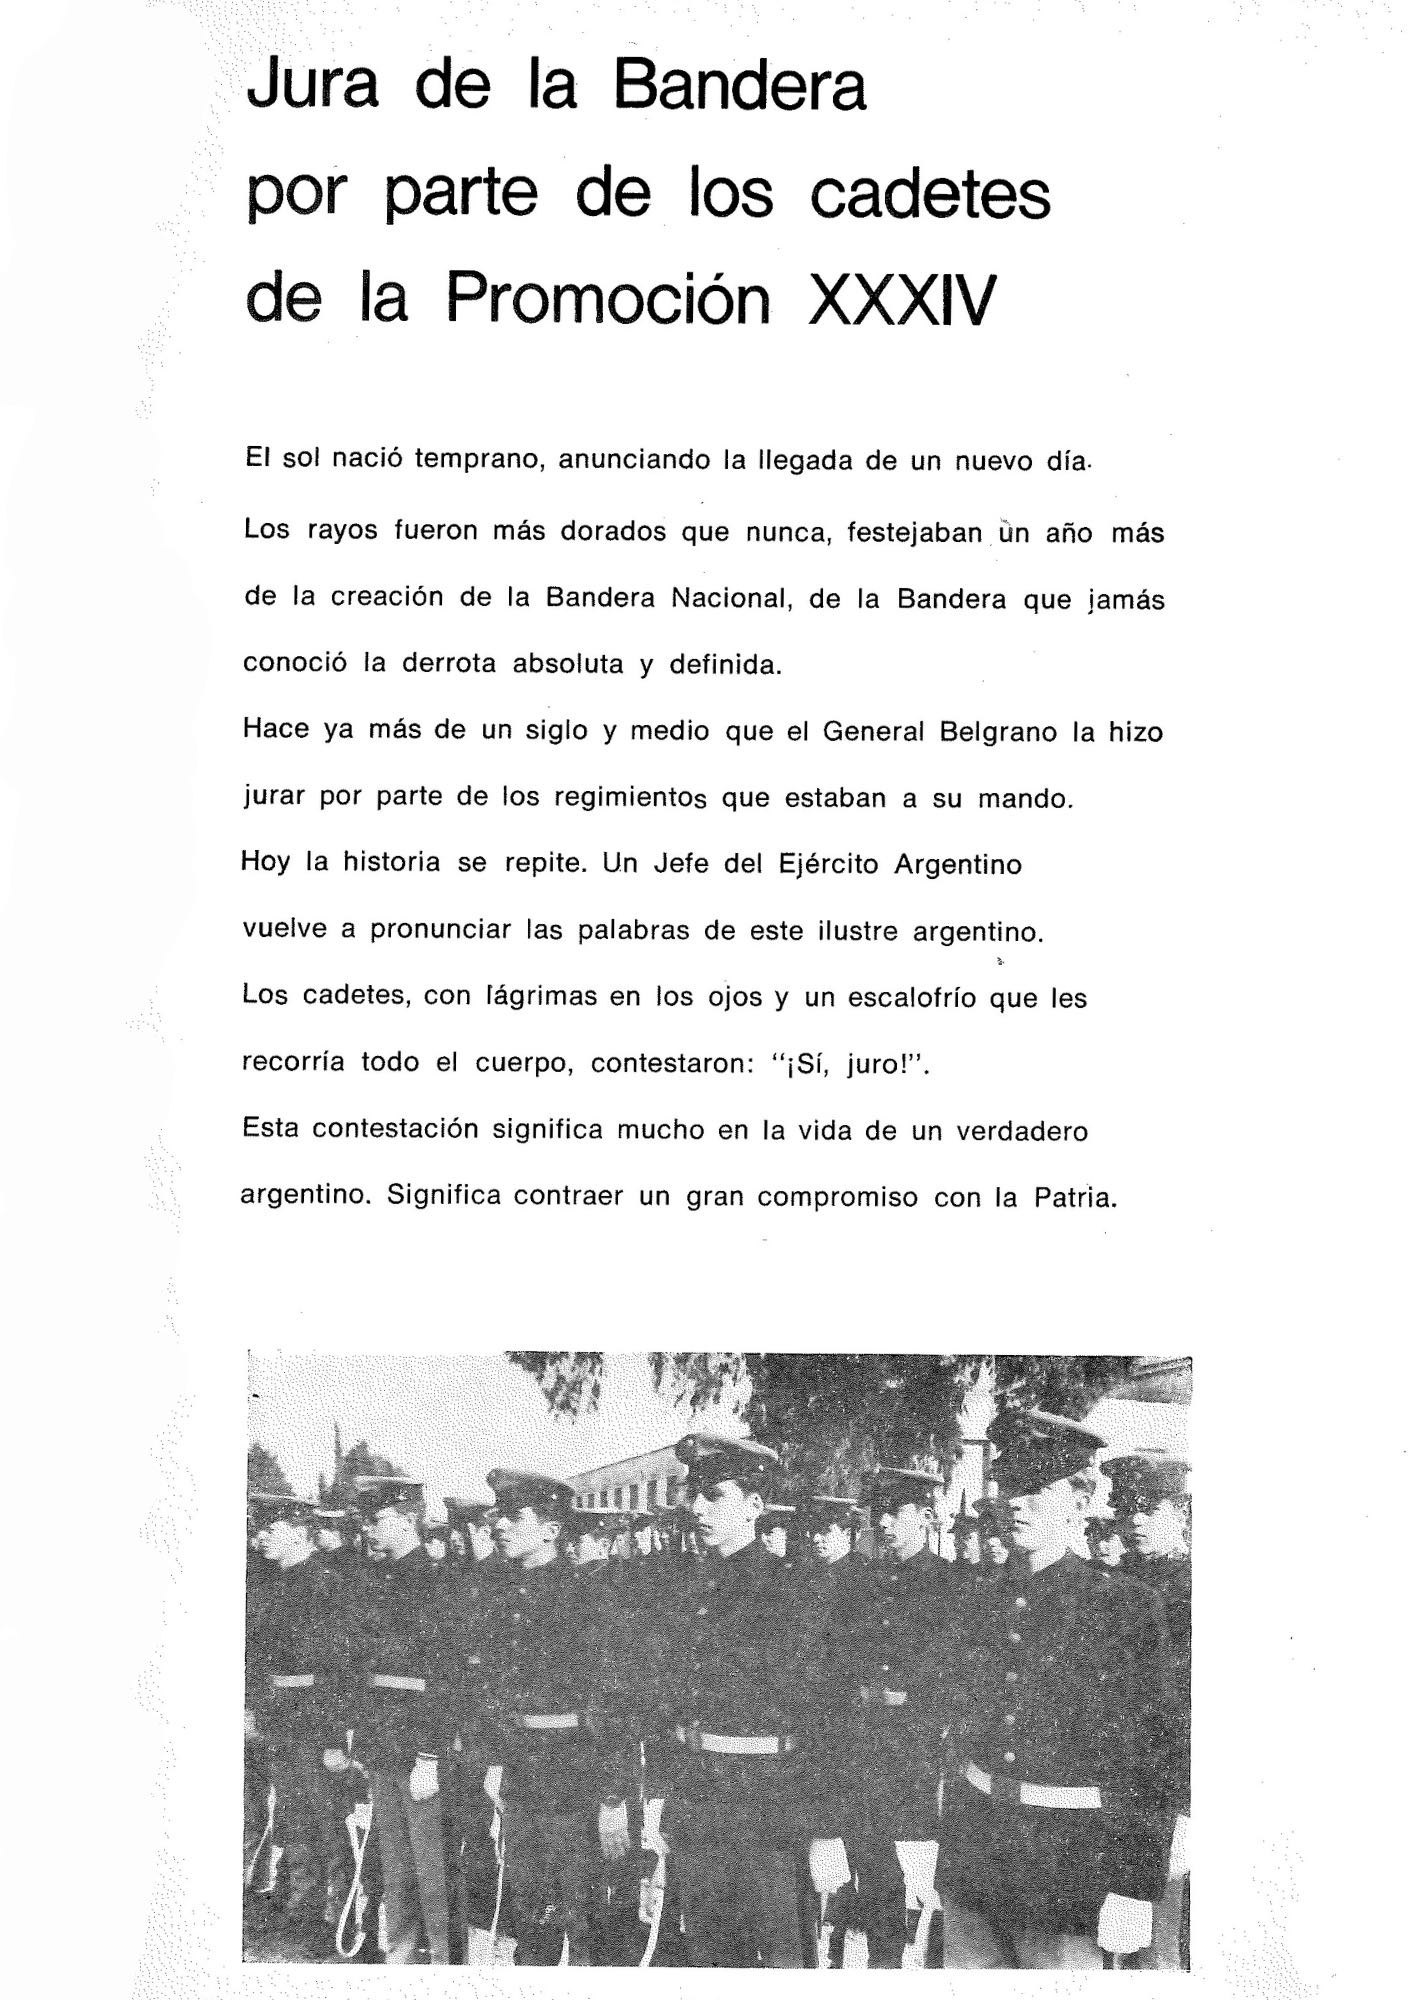 Jura de la Bandera
por parte de los cadetes
de la Promoción XXXIV
El sol nació temprano, anunciando la llegada de un nuevo día.
Los rayos fueron más dorados que nunca, festejaban un año más
de la creación de la Bandera Nacional, de la Bandera que jamás
conoció la derrota absoluta y definida.
Hace ya más de un siglo y medio que el General Belgrano la hizo
jurar por parte de los regimientos que estaban a su mando.
Hoy la historia se repite. Un Jefe del Ejército Argentino
vuelve a pronunciar las palabras de este ilustre argentino.
Los cadetes, con lágrimas en los ojos y un escalofrío que les
recorría todo el cuerpo, contestaron: “¡Sí, juro!”.
Esta contestación significa mucho en la vida de un verdadero
argentino. Significa contraer un gran compromiso con la Patria.